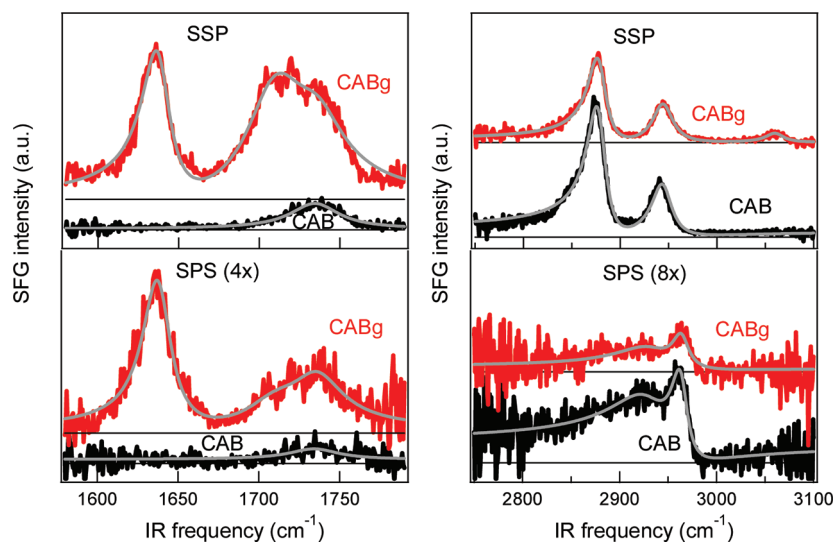 SSP
CABg
CAB
SFG intensity (a.u.)
SPS (4x)
CABg
CAB
1600
1650
1700
1750
IR frequency (cm-1)
SSP
CABg
CAB
SFG intensity (a.u.)
SPS (8x)
CABg
CAB
2800
2900
3000
3100
IR frequency (cm-1)